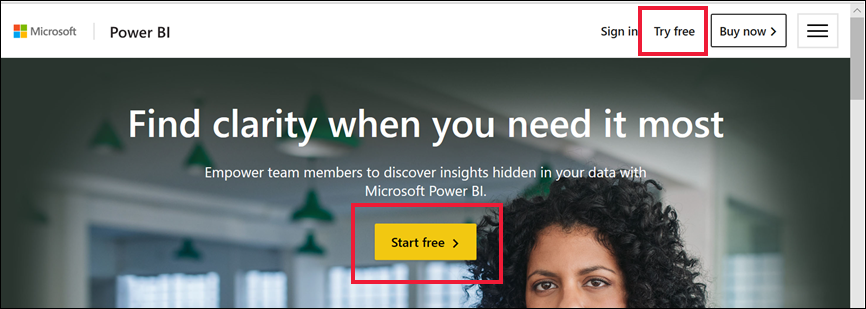 Microsoft
Power BI
Sign in
Try free
Buy now
Find clarity when you need it most
Empower team members to discover insights hidden in your data with
Microsoft Power BI.
Start free